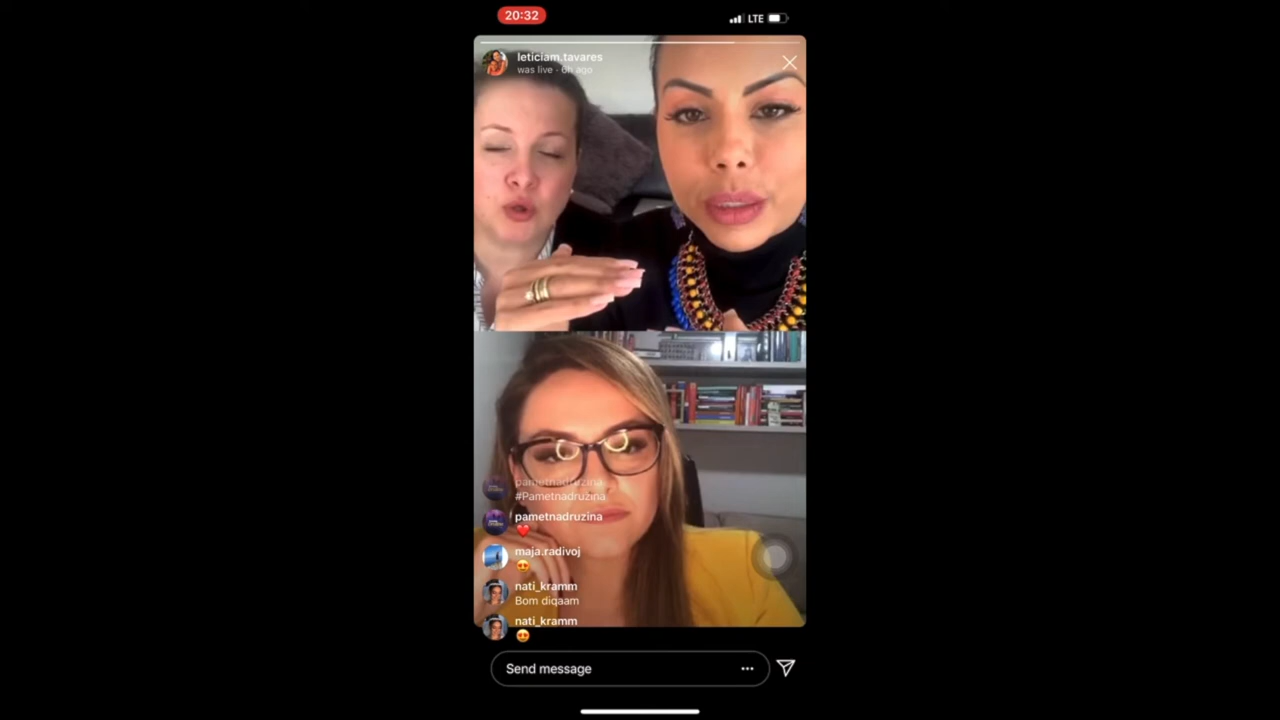 20:32
LTE
leticiam.tavares
was live · 6h ago
pametnadruzina
#Pametnadruzina
pametnadruzina
❤️
maja.radivoj
😍
nati_kramm
Bom diqaam
nati_kramm
😍
Send message